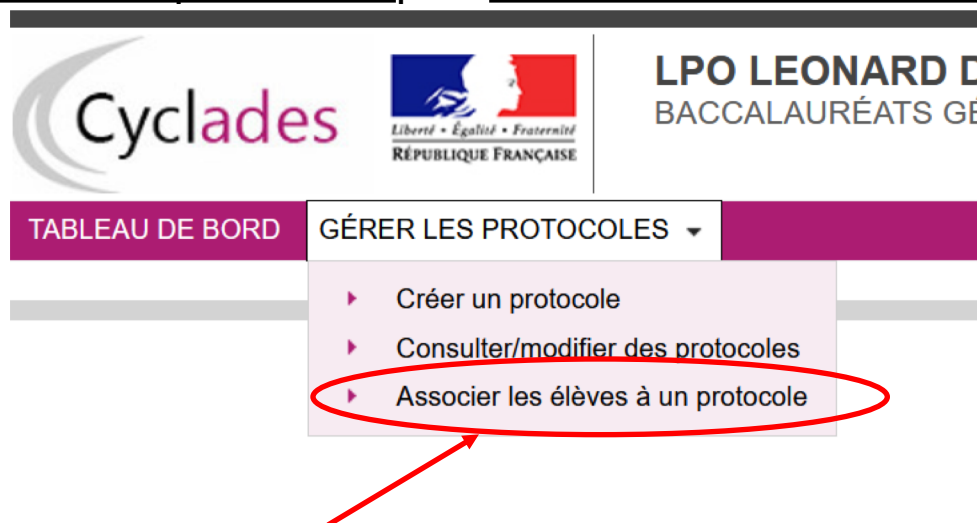 Cyclades
Liberté • Égalité • Fraternité
RÉPUBLIQUE FRANÇAISE
LPO LEONARD D
BACCALAURÉATS GÉ
TABLEAU DE BORD
GÉRER LES PROTOCOLES
Créer un protocole
Consulter/modifier des protocoles
Associer les élèves à un protocole